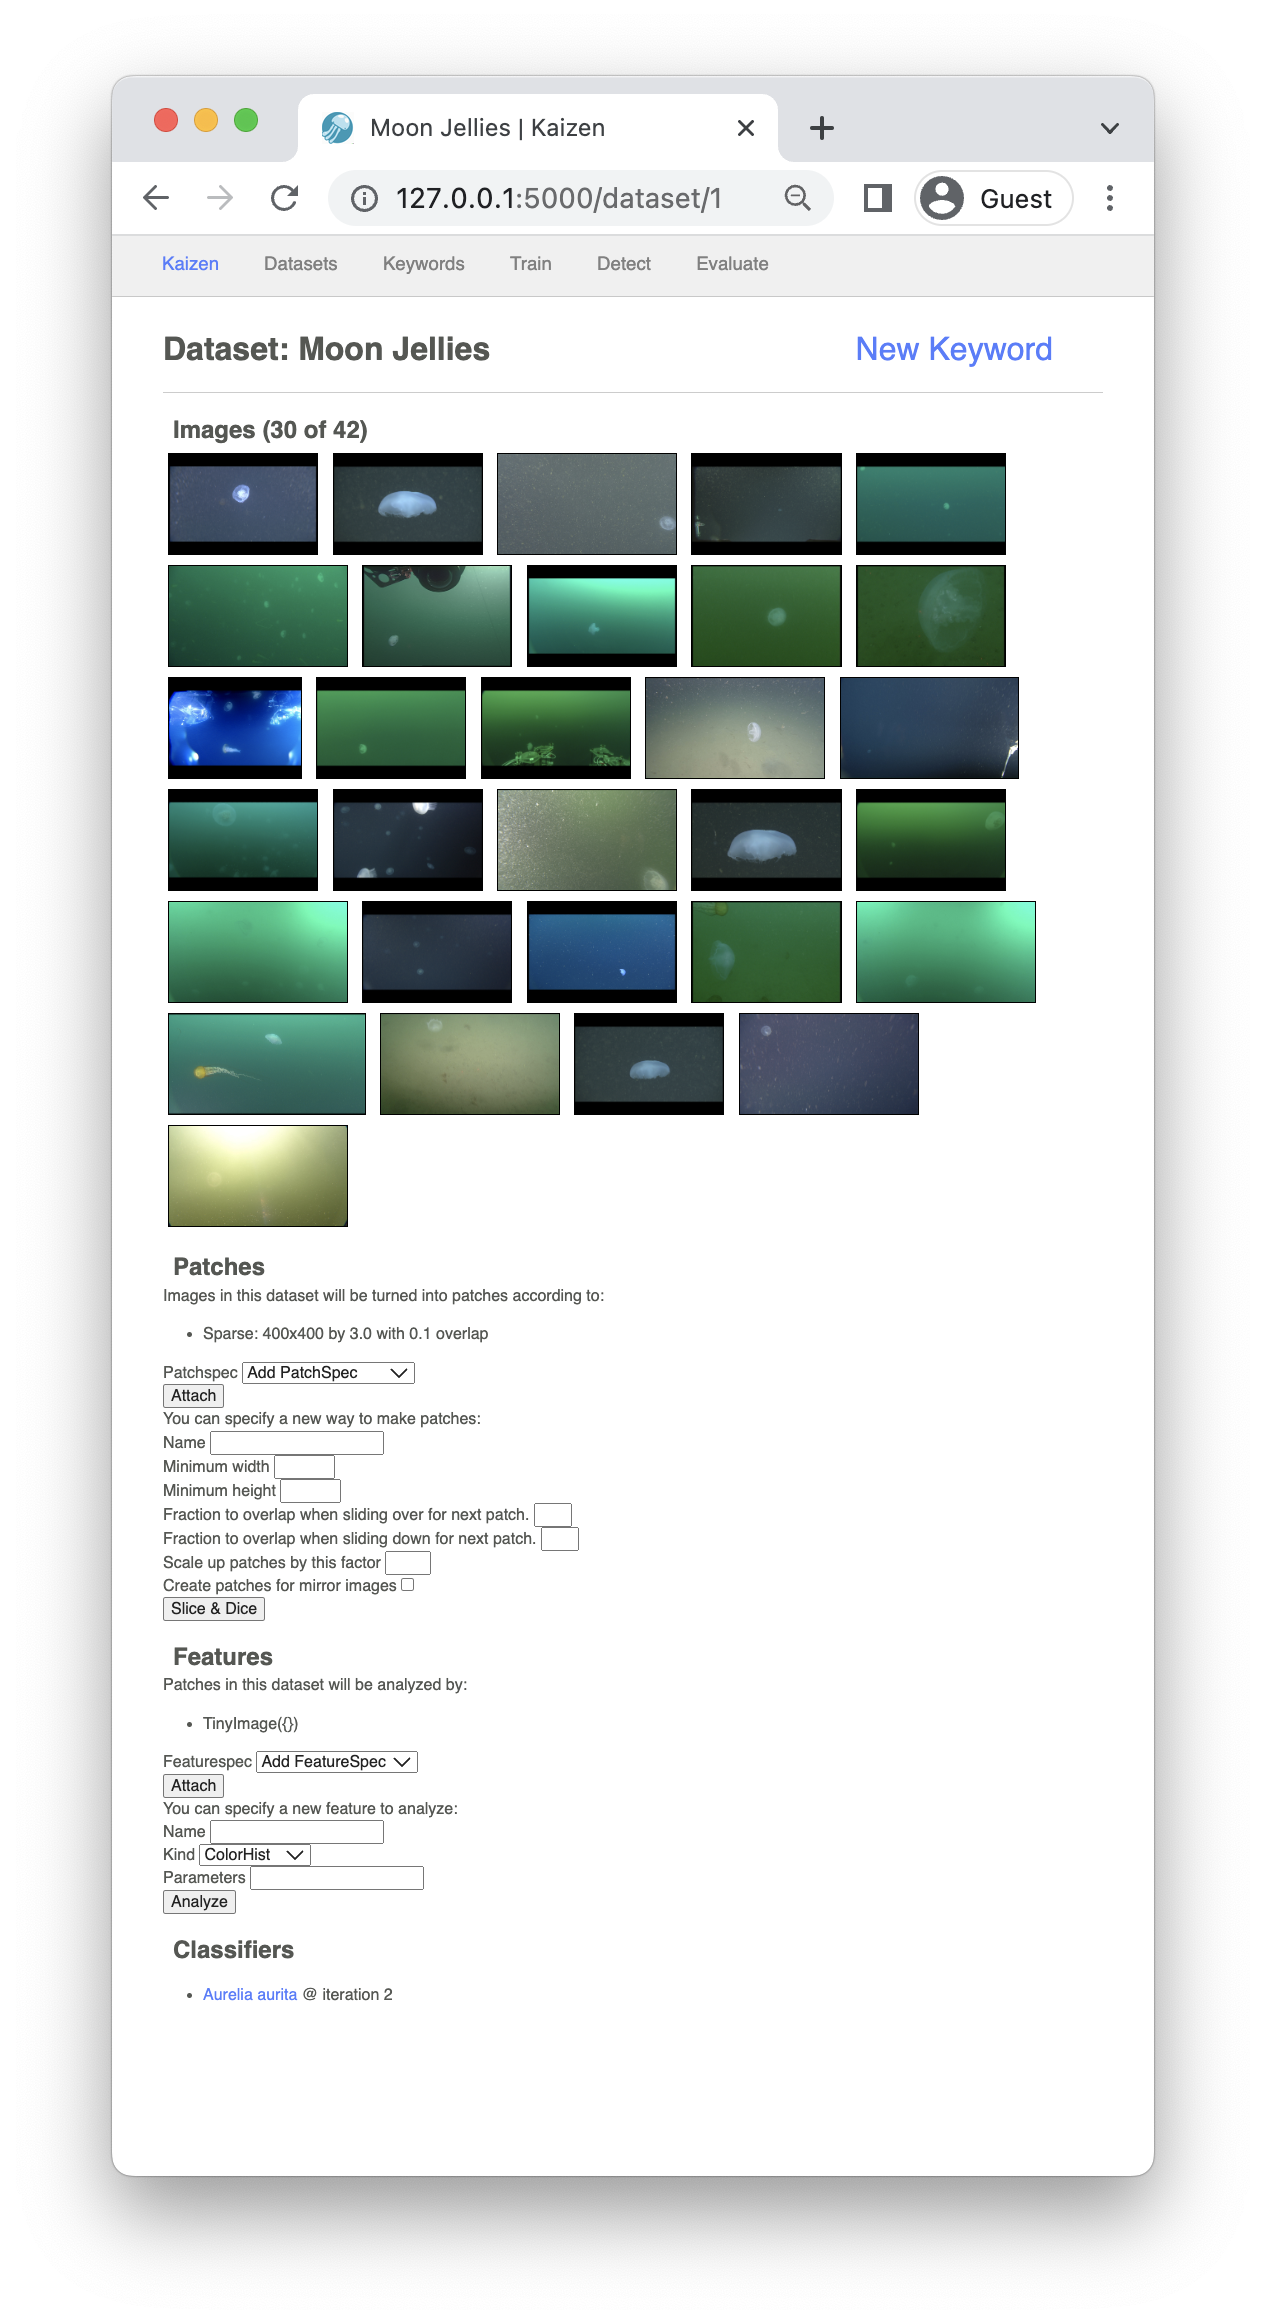 Moon Jellies | Kaizen
127.0.0.1:5000/dataset/1
Guest
Kaizen Datasets Keywords Train Detect Evaluate
Dataset: Moon Jellies New Keyword
Images (30 of 42)
Patches
Images in this dataset will be turned into patches according to:
• Sparse: 400x400 by 3.0 with 0.1 overlap
Patchspec Add PatchSpec
Attach
You can specify a new way to make patches:
Name
Minimum width
Minimum height
Fraction to overlap when sliding over for next patch.
Fraction to overlap when sliding down for next patch.
Scale up patches by this factor
Create patches for mirror images
Slice & Dice
Features
Patches in this dataset will be analyzed by:
• TinyImage({})
Featurespec Add FeatureSpec
Attach
You can specify a new feature to analyze:
Name
Kind ColorHist
Parameters
Analyze
Classifiers
• Aurelia aurita @ iteration 2